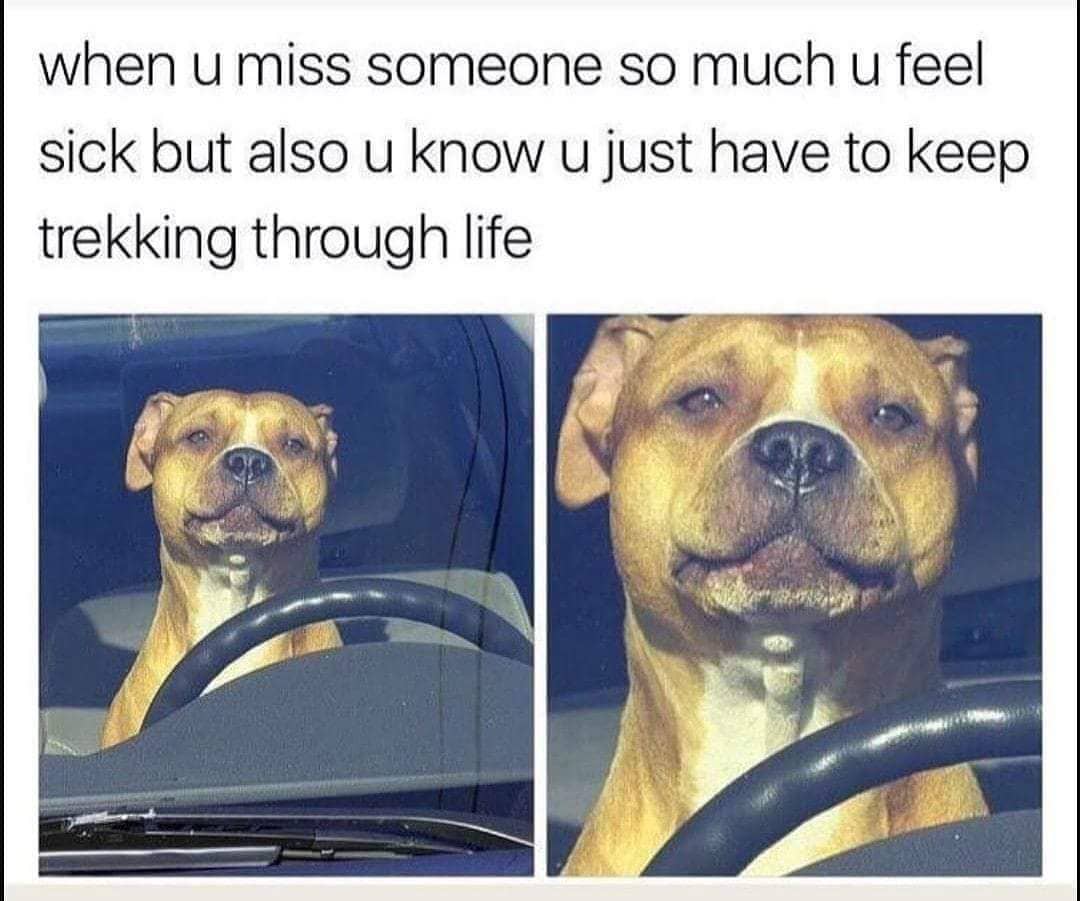 when u miss someone so much u feel
sick but also u know u just have to keep
trekking through life